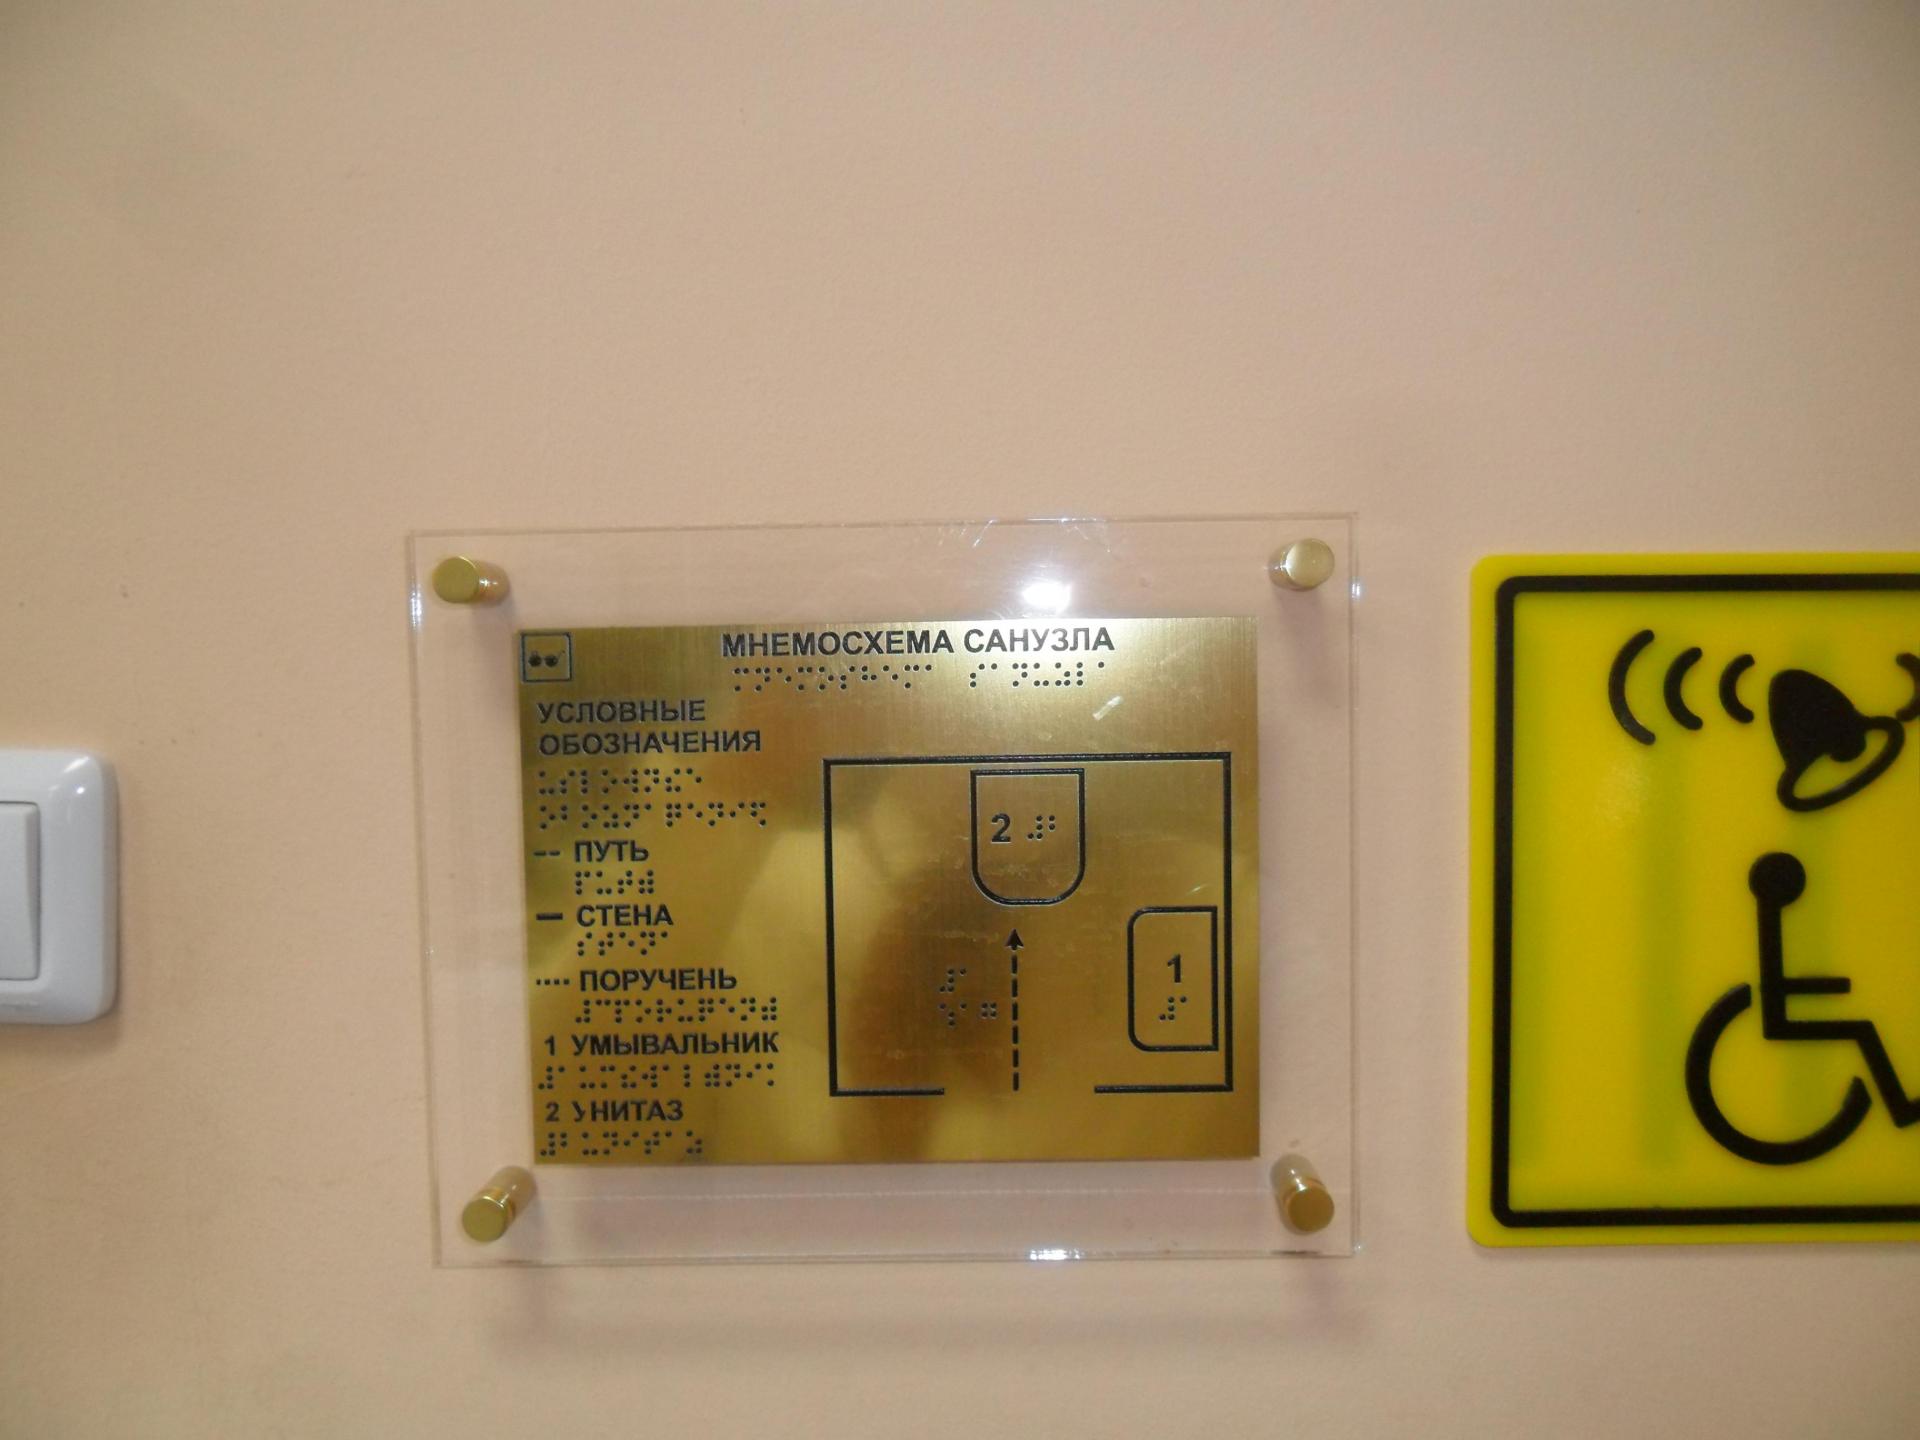 МНЕМОСХЕМА САНУЗЛА
УСЛОВНЫЕ
ОБОЗНАЧЕНИЯ
-- ПУТЬ
— СТЕНА
.... ПОРУЧЕНЬ
1 УМЫВАЛЬНИК
2 УНИТАЗ
2
1